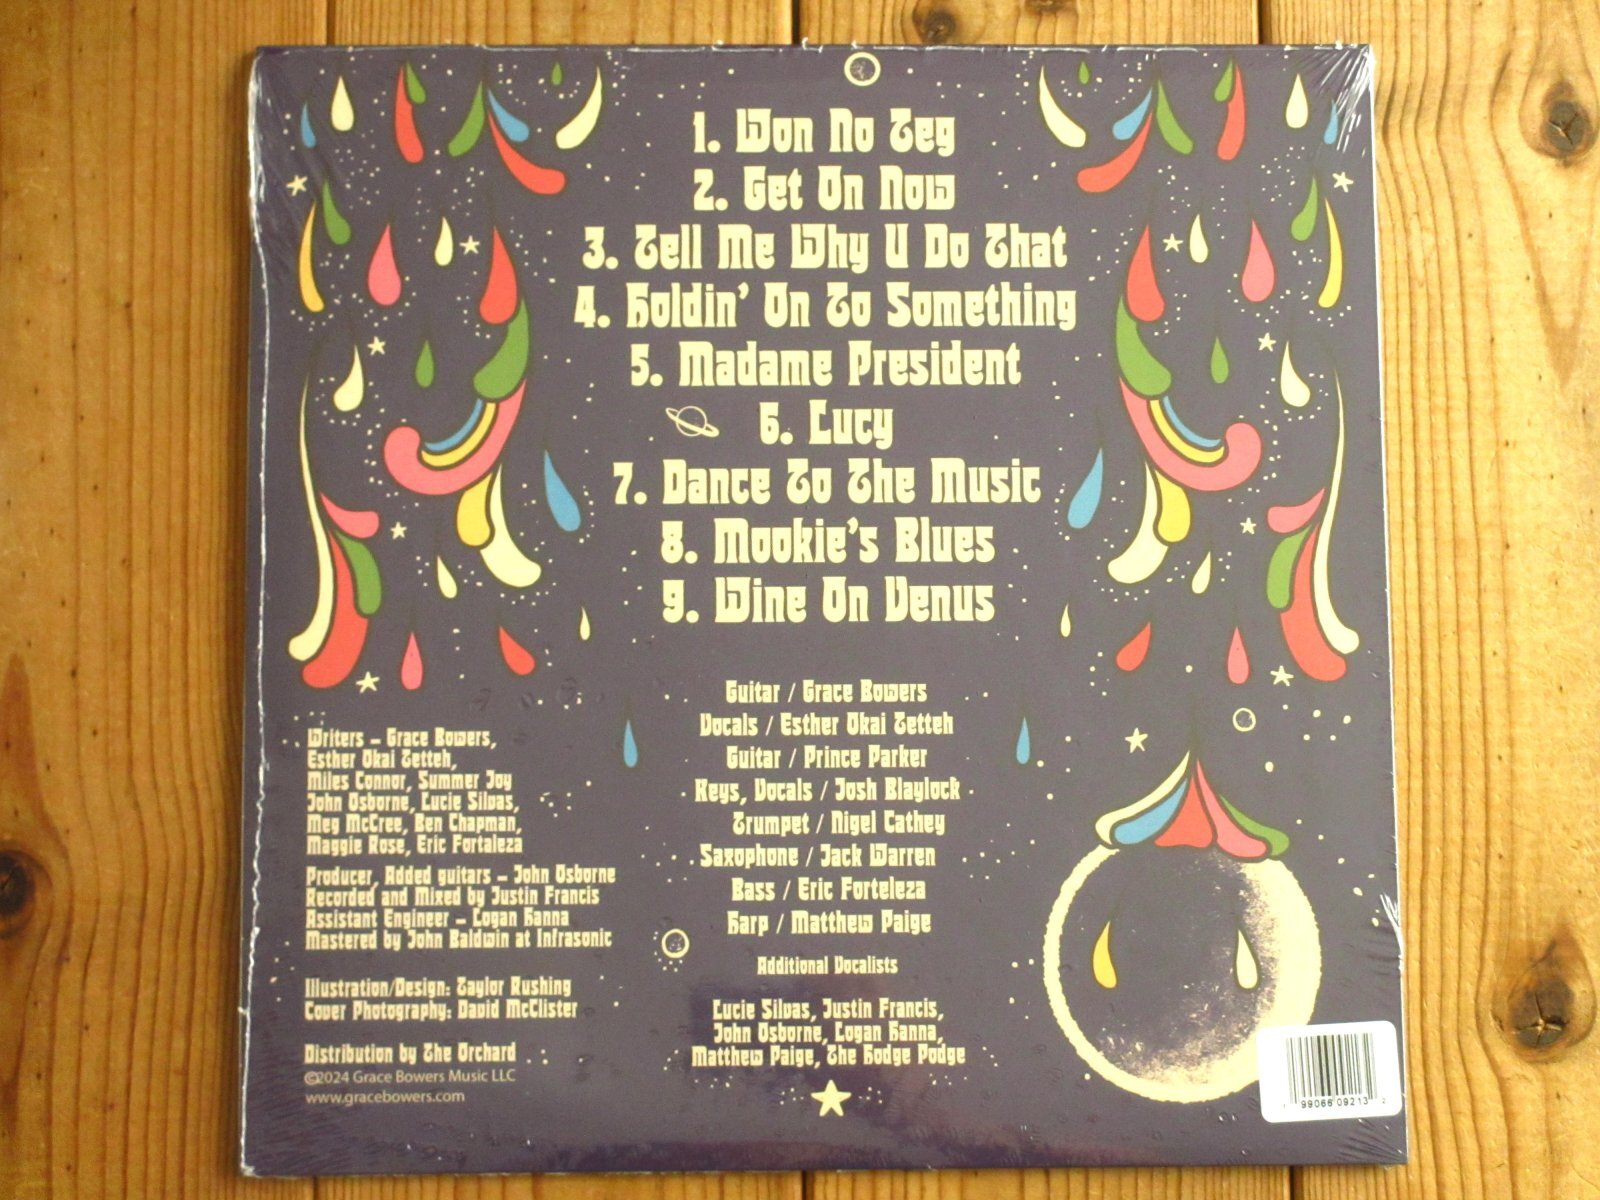 1. Won No Teg
2. Get On Now
3. Tell Me Why U Do That
4. Holdin' On To Something
5. Madame President
6. Lucy
7. Dance To The Music
8. Mookie's Blues
9. Wine On Venus
Writers – Grace Bowers,
Esther Okai Tetteh,
Miles Connor, Summer Joy
John Osborne, Lucie Silvas,
Meg McCree, Ben Chapman,
Maggie Rose, Eric Fortaleza
Producer, Added guitars – John Osborne
Recorded and Mixed by Justin Francis
Assistant Engineer – Logan Hanna
Mastered by John Baldwin at Infrasonic
Illustration/Design: Taylor Rushing
Cover Photography: David McClister
Distribution by The Orchard
©2024 Grace Bowers Music LLC
www.gracebowers.com
Guitar / Grace Bowers
Vocals / Esther Okai Tetteh
Guitar / Prince Parker
Keys, Vocals / Josh Blaylock
Trumpet / Nigel Cathey
Saxophone / Jack Warren
Bass / Eric Forteleza
Harp / Matthew Paige
Additional Vocalists
Lucie Silvas, Justin Francis,
John Osborne, Logan Hanna,
Matthew Paige, The Hodge Podge
99066 09213